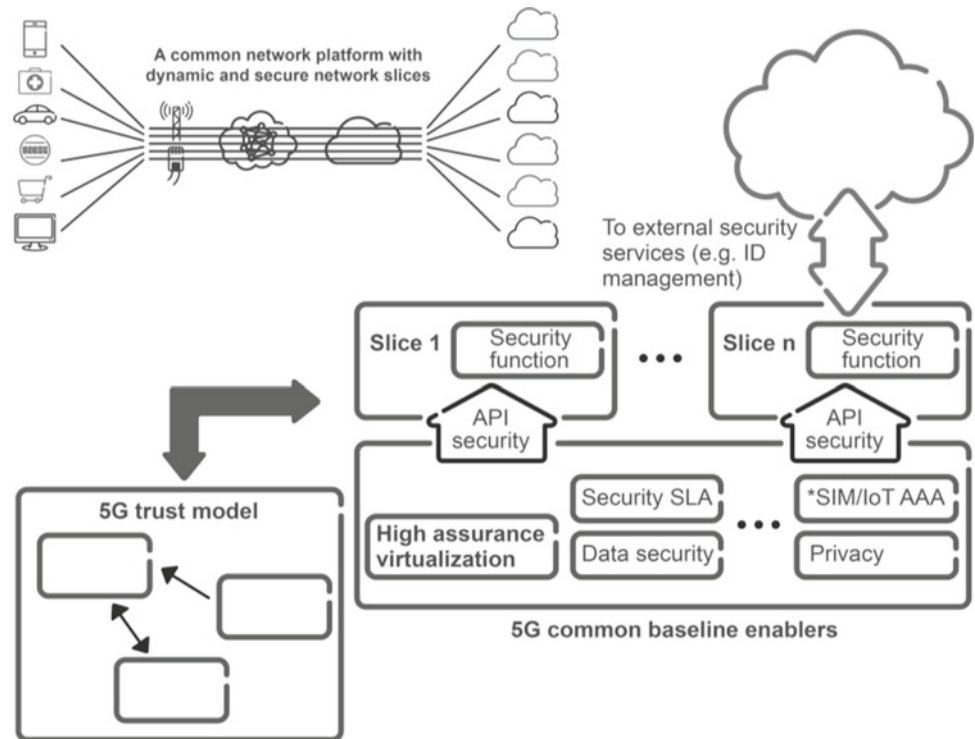 A common network platform with
dynamic and secure network slices
To external security
services (e.g. ID
management)
Slice 1
Security
function
Slice n
Security
function
API
security
API
security
5G trust model
High assurance
virtualization
Security SLA
Data security
*SIM/IoT AAA
Privacy
5G common baseline enablers